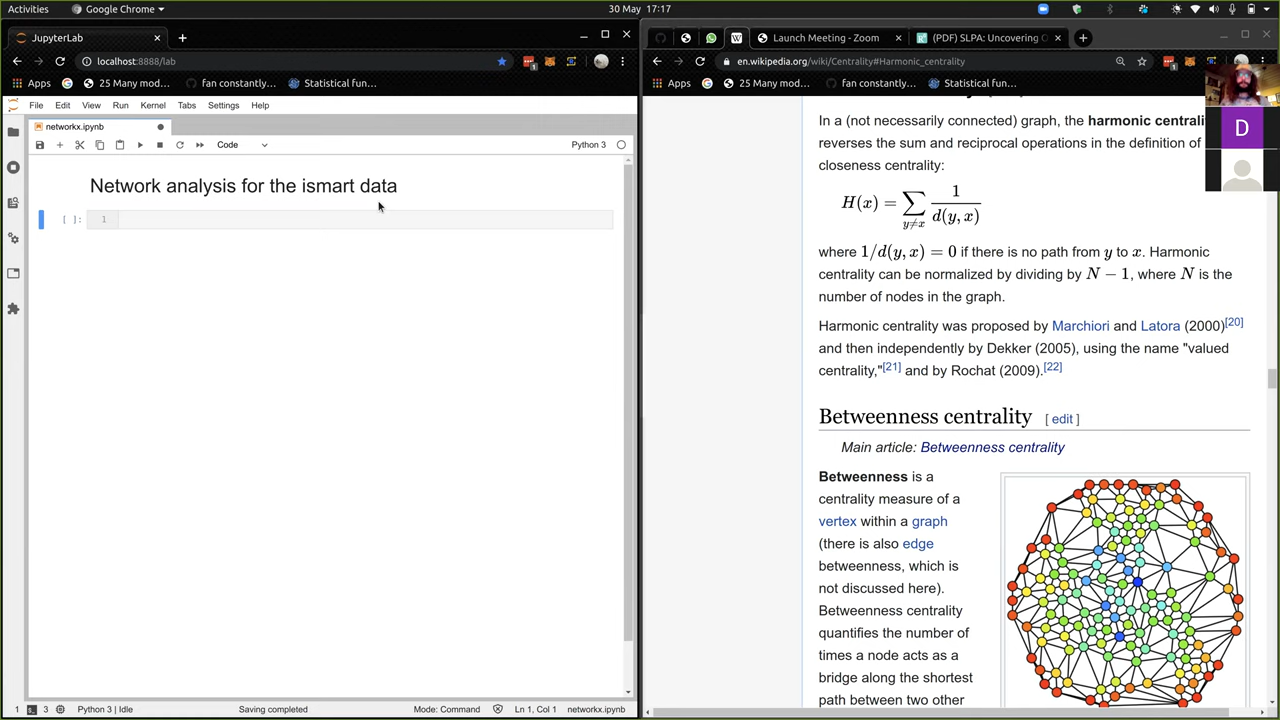 Activities
Google Chrome
30 May 17:17
JupyterLab
localhost:8888/lab
Apps
25 Many mod…
fan constantly…
Statistical fun…
File Edit View Run Kernel Tabs Settings Help
networkx.ipynb
Code
Python 3
Network analysis for the ismart data
[ ]:
1
1
3
Python 3 | Idle
Saving completed
Mode: Command
Ln 1, Col 1
networkx.ipynb
Launch Meeting - Zoom
(PDF) SLPA: Uncovering O
en.wikipedia.org/wiki/Centrality#Harmonic_centrality
Apps
25 Many mod…
fan constantly…
Statistical fun…
D
In a (not necessarily connected) graph, the harmonic centrali
reverses the sum and reciprocal operations in the definition of
closeness centrality:
H(x) = ∑y≠x 1/d(y, x)
where 1/d(y, x) = 0 if there is no path from y to x. Harmonic
centrality can be normalized by dividing by N − 1, where N is the
number of nodes in the graph.
Harmonic centrality was proposed by Marchiori and Latora (2000)[20]
and then independently by Dekker (2005), using the name "valued
centrality,"[21] and by Rochat (2009).[22]
Betweenness centrality [ edit ]
Main article: Betweenness centrality
Betweenness is a
centrality measure of a
vertex within a graph
(there is also edge
betweenness, which is
not discussed here).
Betweenness centrality
quantifies the number of
times a node acts as a
bridge along the shortest
path between two other